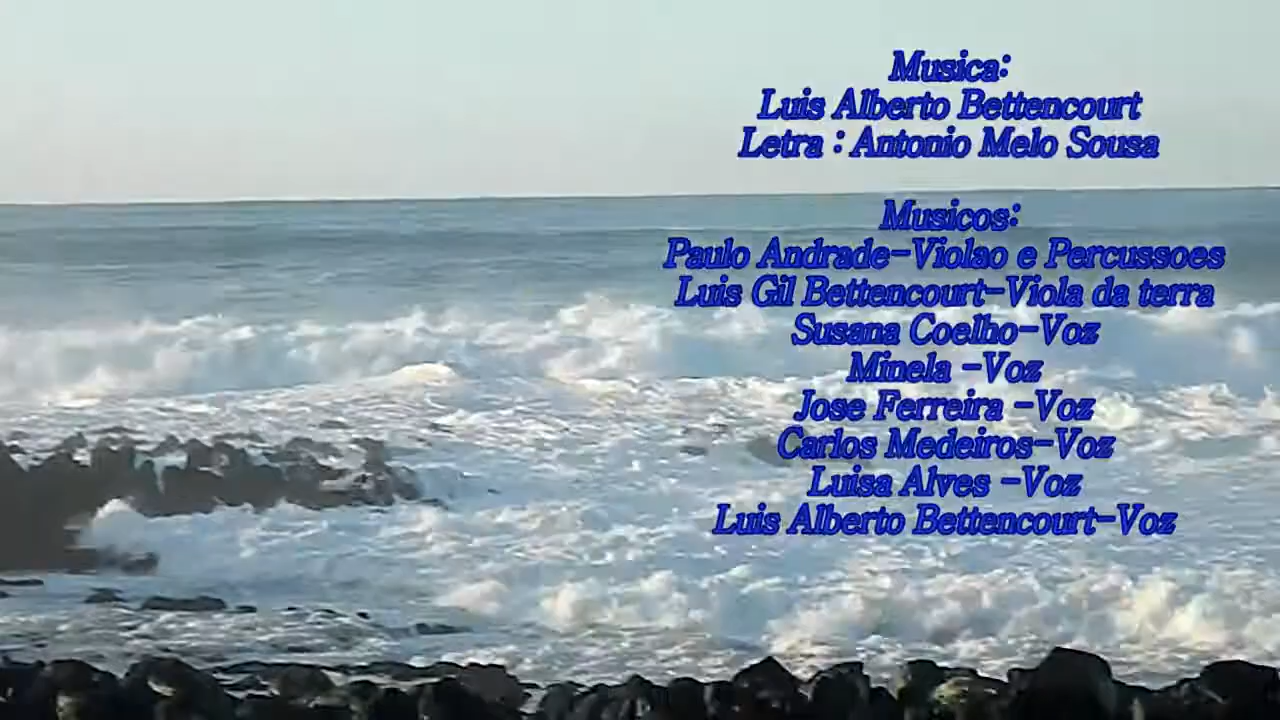 Musica:
Luis Alberto Bettencourt
Letra : Antonio Melo Sousa
Musicos:
Paulo Andrade-Violao e Percussoes
Luis Gil Bettencourt-Viola da terra
Susana Coelho-Voz
Minela -Voz
Jose Ferreira -Voz
Carlos Medeiros-Voz
Luisa Alves -Voz
Luis Alberto Bettencourt-Voz